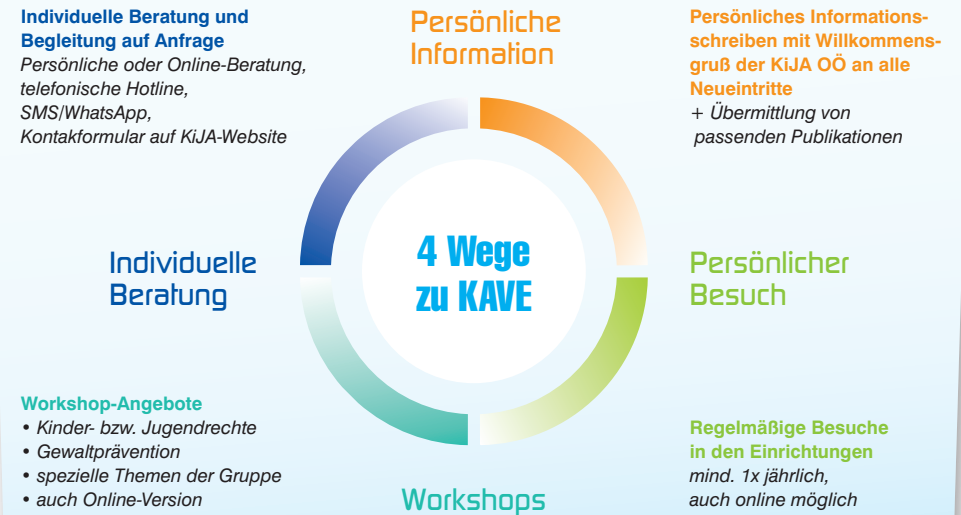 Individuelle Beratung und
Begleitung auf Anfrage
Persönliche oder Online-Beratung,
telefonische Hotline,
SMS/WhatsApp,
Kontakformular auf KiJA-Website
Persönliche
Information
Persönliches Informations-
schreiben mit Willkommens-
gruß der KiJA OÖ an alle
Neueintritte
+ Übermittlung von
passenden Publikationen
Individuelle
Beratung
4 Wege
zu KAVE
Persönlicher
Besuch
Workshop-Angebote
• Kinder- bzw. Jugendrechte
• Gewaltprävention
• spezielle Themen der Gruppe
• auch Online-Version
Workshops
Regelmäßige Besuche
in den Einrichtungen
mind. 1x jährlich,
auch online möglich